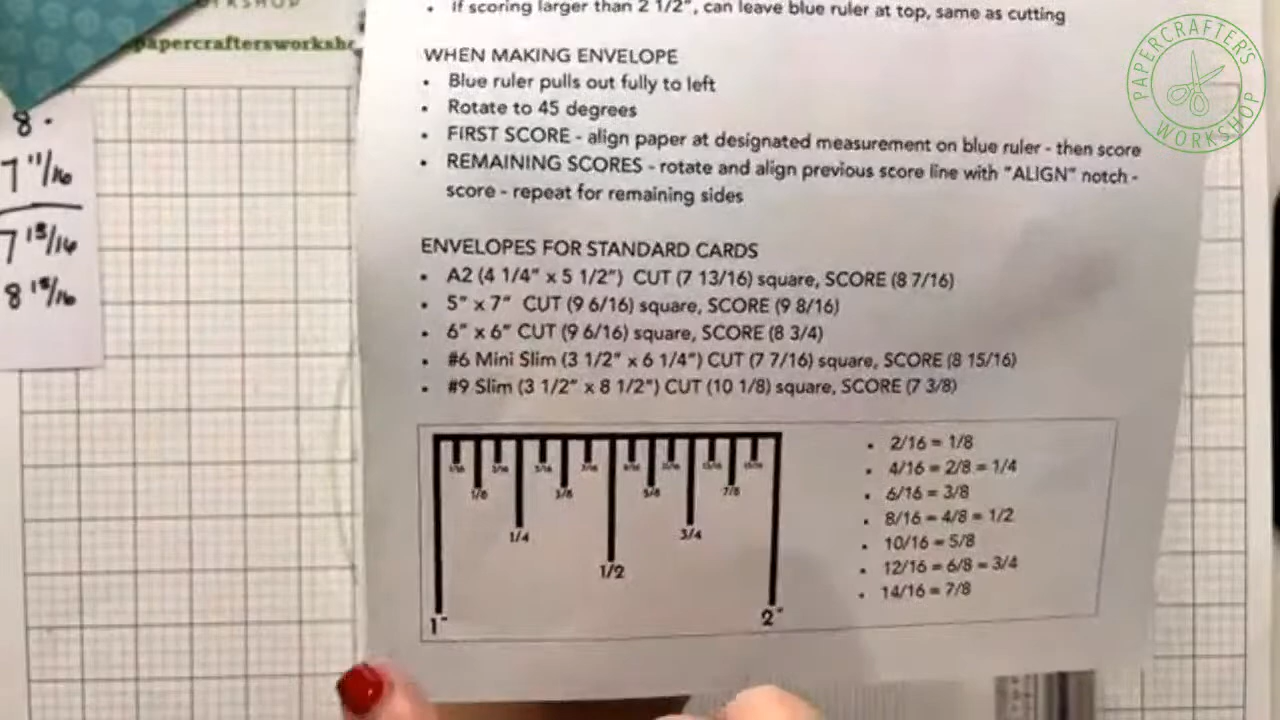 • If scoring larger than 2 1/2", can leave blue ruler at top, same as cutting
WHEN MAKING ENVELOPE
• Blue ruler pulls out fully to left
• Rotate to 45 degrees
• FIRST SCORE - align paper at designated measurement on blue ruler - then score
• REMAINING SCORES - rotate and align previous score line with "ALIGN" notch -
score - repeat for remaining sides
ENVELOPES FOR STANDARD CARDS
• A2 (4 1/4" x 5 1/2") CUT (7 13/16) square, SCORE (8 7/16)
• 5" x 7" CUT (9 6/16) square, SCORE (9 8/16)
• 6" x 6" CUT (9 6/16) square, SCORE (8 3/4)
• #6 Mini Slim (3 1/2" x 6 1/4") CUT (7 7/16) square, SCORE (8 15/16)
• #9 Slim (3 1/2" x 8 1/2") CUT (10 1/8) square, SCORE (7 3/8)
1/8 3/8 5/8 7/8
1/4 3/4
1/2
1" 2"
• 2/16 = 1/8
• 4/16 = 2/8 = 1/4
• 6/16 = 3/8
• 8/16 = 4/8 = 1/2
• 10/16 = 5/8
• 12/16 = 6/8 = 3/4
• 14/16 = 7/8
papercraftersworksh
8
7 11/16
7 15/16
8 15/16
PAPERCRAFTER'S
WORKSHOP